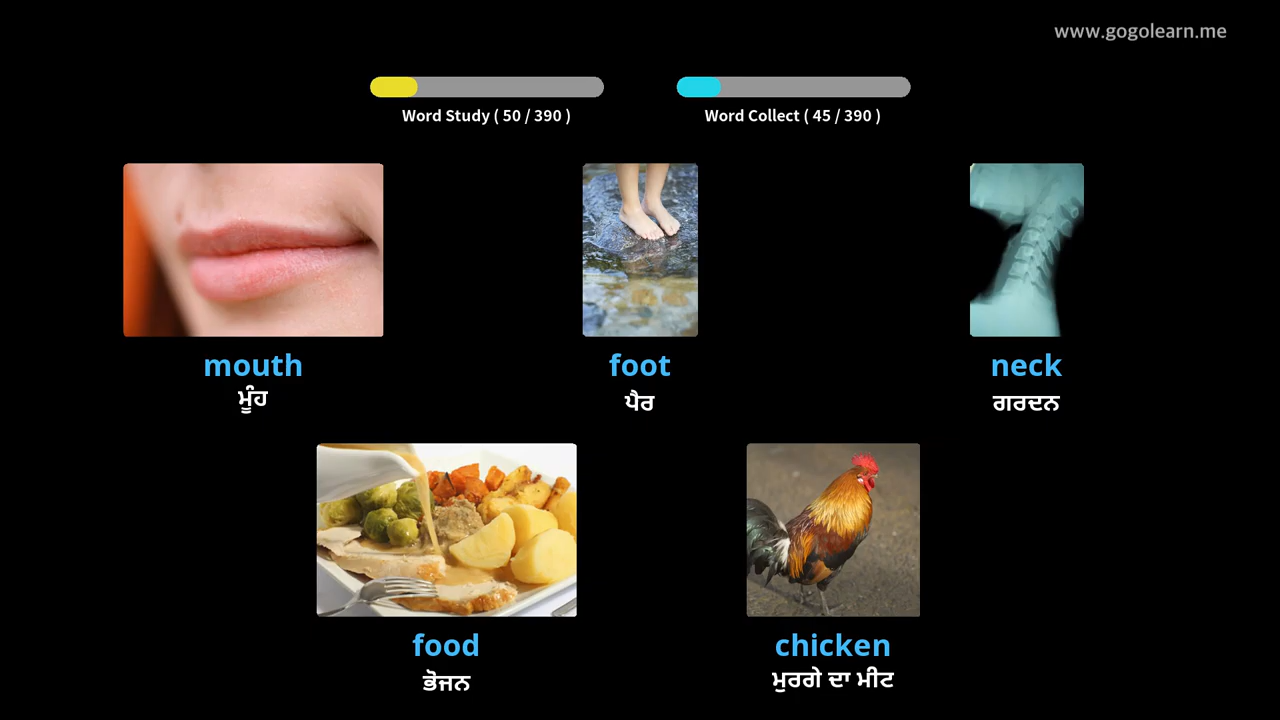 www.gogolearn.me
Word Study ( 50 / 390 )
Word Collect ( 45 / 390 )
mouth
ਮੂੰਹ
foot
ਪੈਰ
neck
ਗਰਦਨ
food
ਭੋਜਨ
chicken
ਮੁਰਗੇ ਦਾ ਮੀਟ